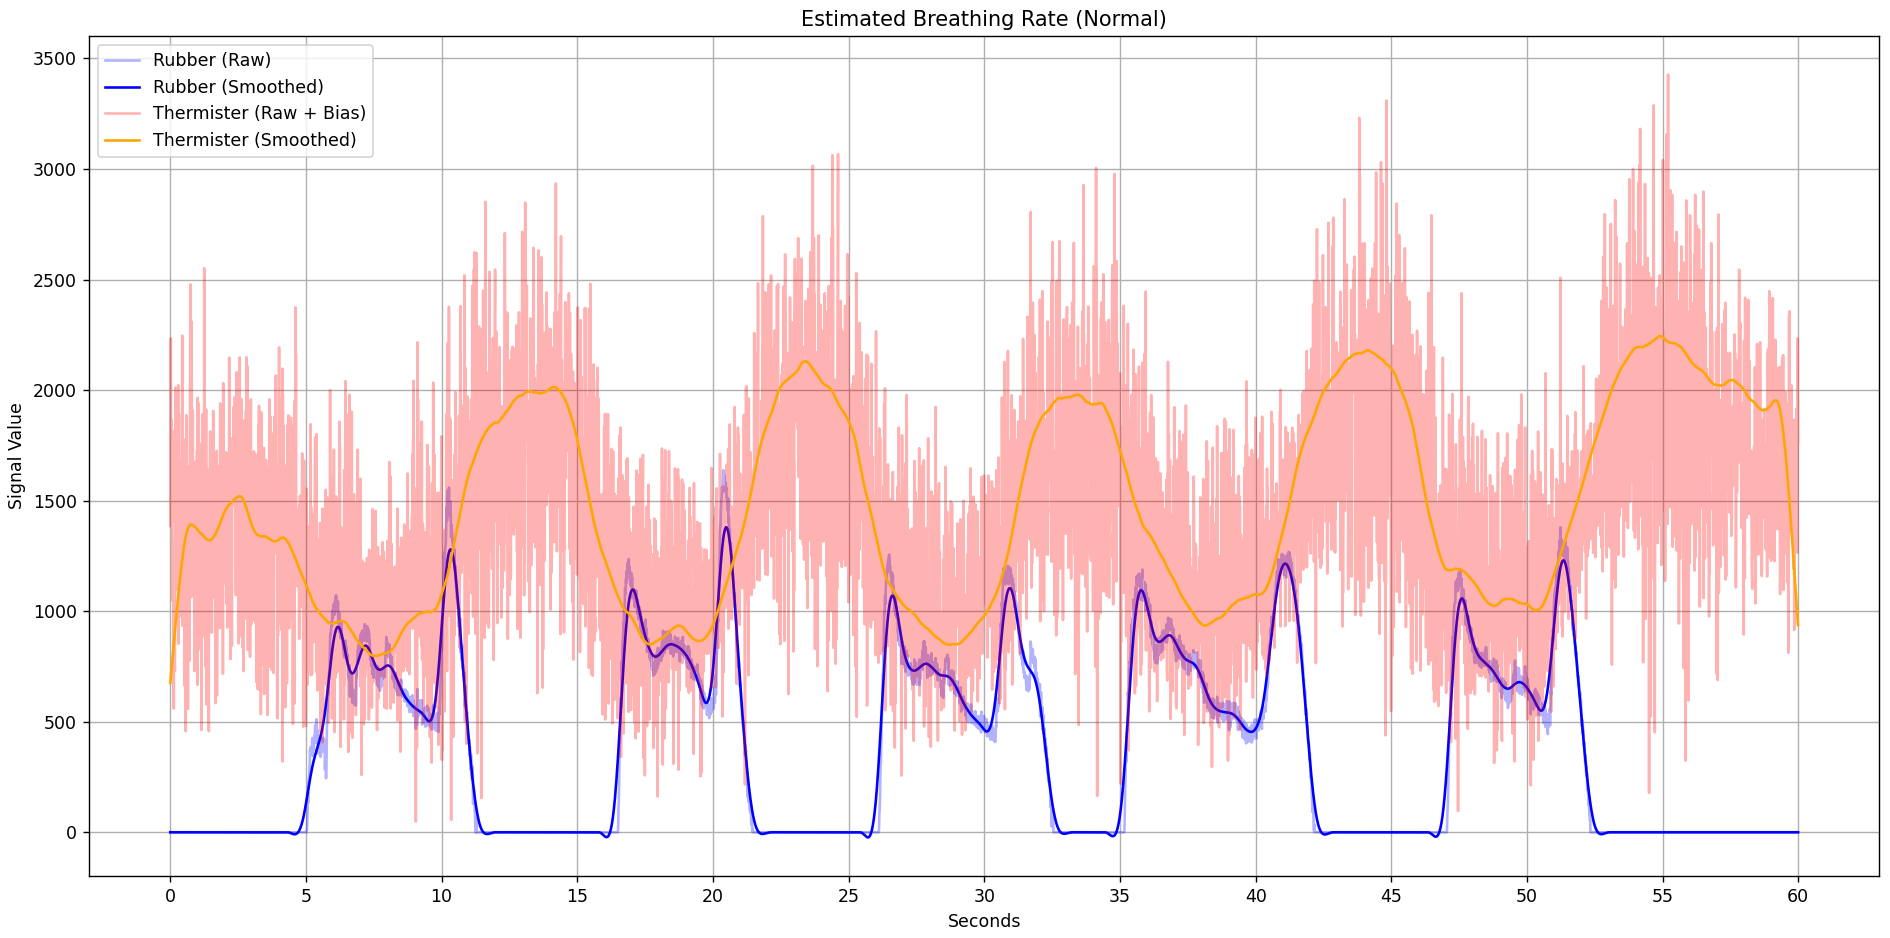 Estimated Breathing Rate (Normal)
Rubber (Raw)
Rubber (Smoothed)
Thermister (Raw + Bias)
Thermister (Smoothed)
Signal Value
3500
3000
2500
2000
1500
1000
500
0
0 5 10 15 20 25 30 35 40 45 50 55 60
Seconds